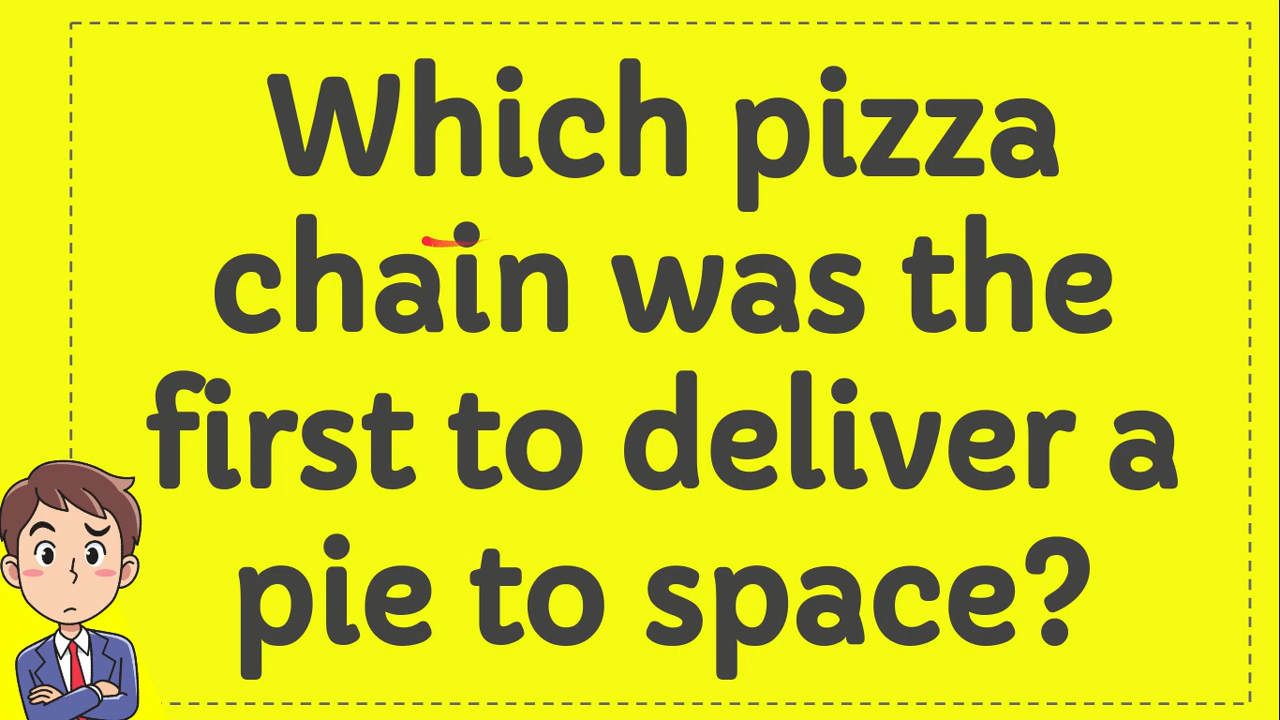 Which pizza
chain was the
first to deliver a
pie to space?